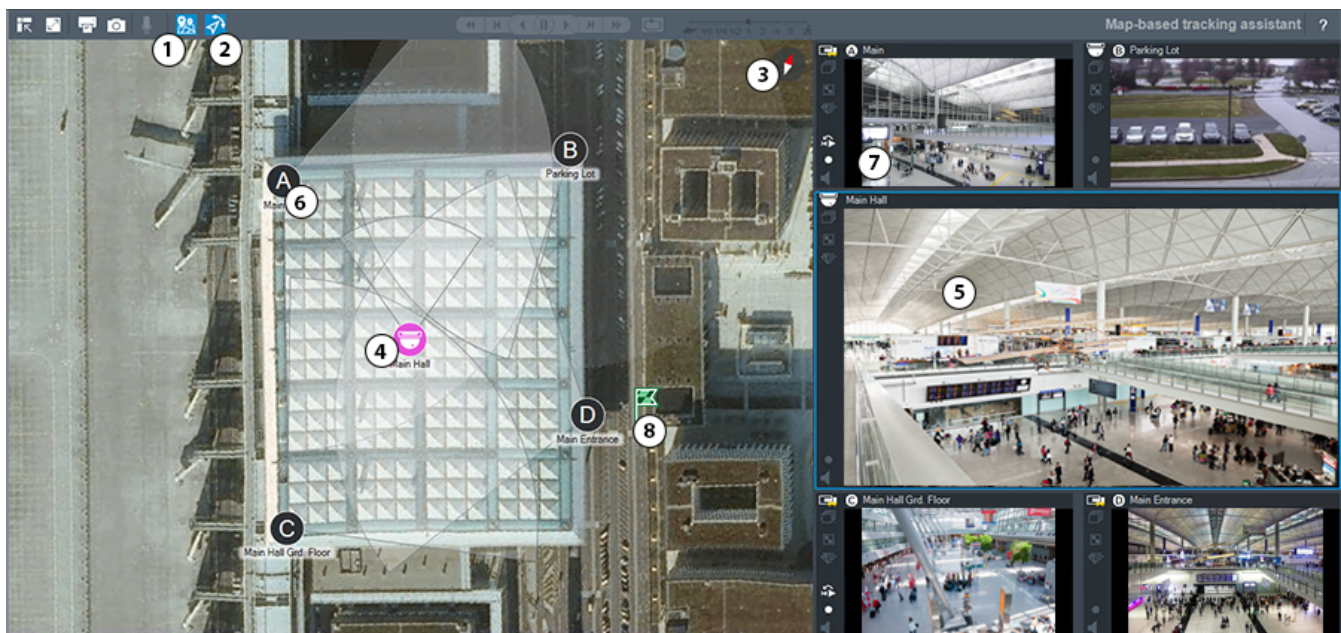 Map-based tracking assistant
?
1
2
3
A Main
B Parking Lot
7
B
Parking Lot
A
Main
6
Main Hall
5
4
Main Hall
D
Main Entrance
8
C
Main Hall Grd. Floor
C Main Hall Grd. Floor
D Main Entrance